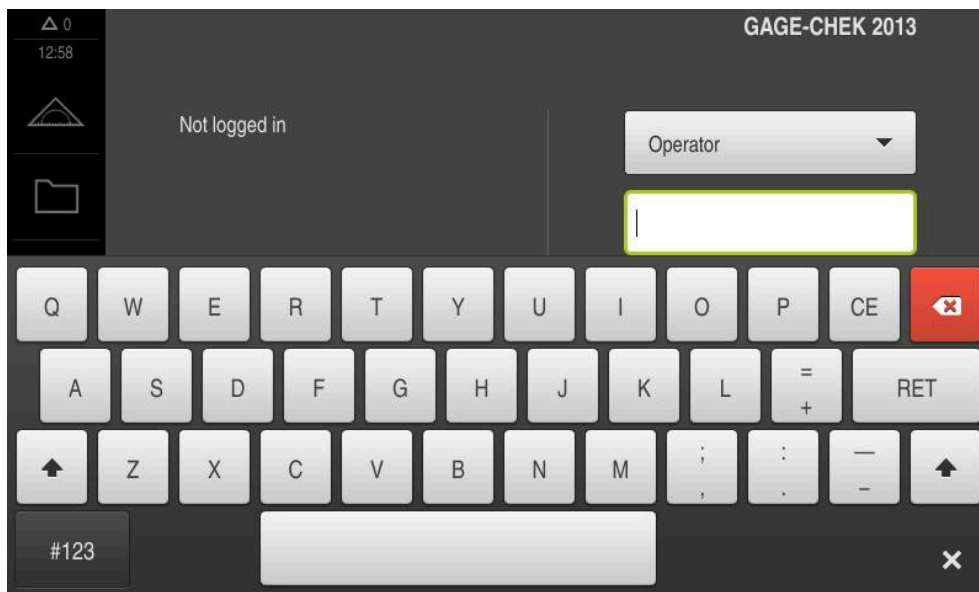 0
GAGE-CHEK 2013
12:58
Not logged in
Operator
Q W E R T Y U I O P CE
A S D F G H J K L = + RET
Z X C V B N M ; , : . — –
#123